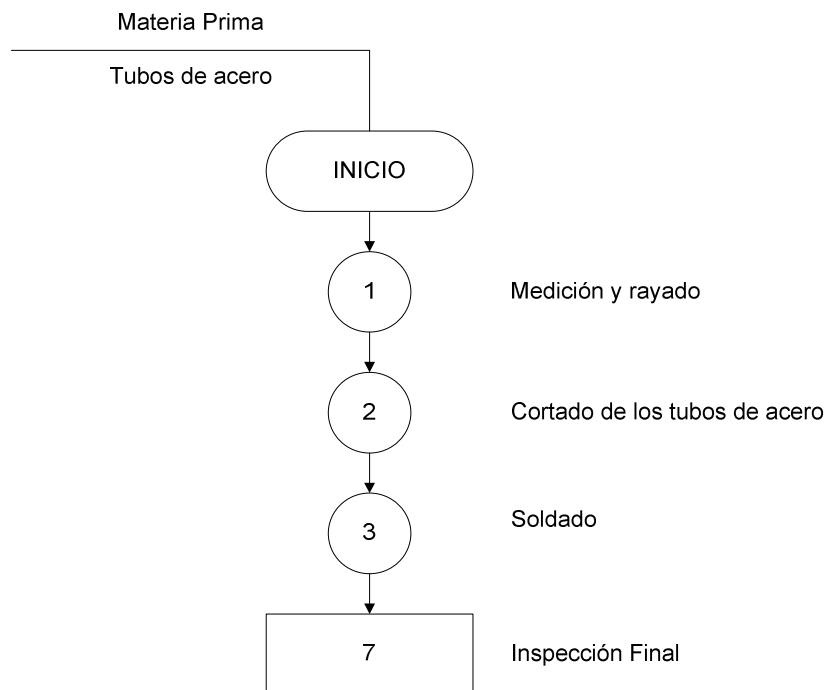 Materia Prima
Tubos de acero
INICIO
1
Medición y rayado
2
Cortado de los tubos de acero
3
Soldado
7
Inspección Final